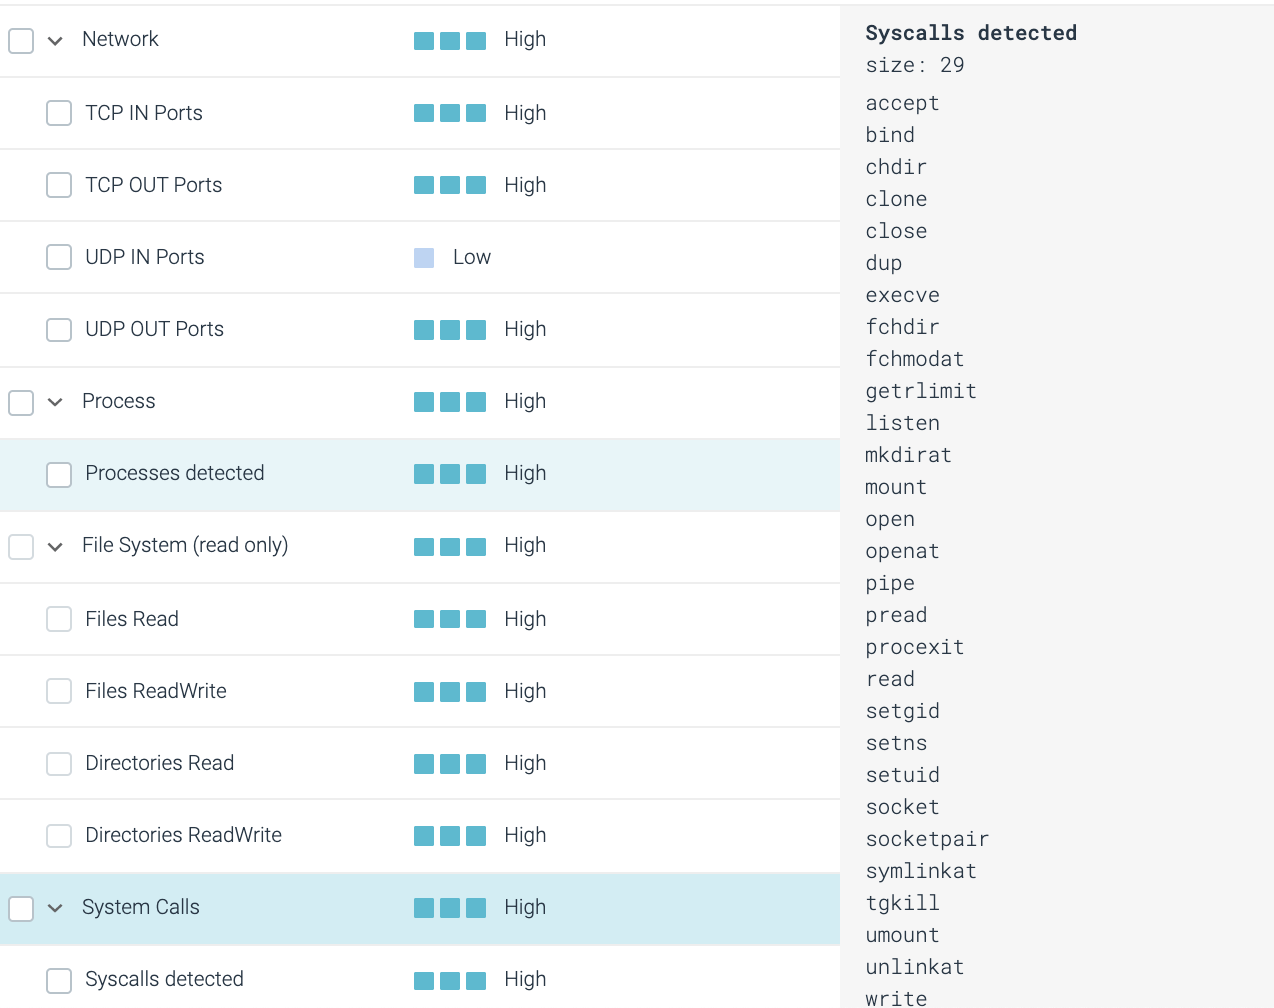 Network High
TCP IN Ports High
TCP OUT Ports High
UDP IN Ports Low
UDP OUT Ports High
Process High
Processes detected High
File System (read only) High
Files Read High
Files ReadWrite High
Directories Read High
Directories ReadWrite High
System Calls High
Syscalls detected High
Syscalls detected
size: 29
accept
bind
chdir
clone
close
dup
execve
fchdir
fchmodat
getrlimit
listen
mkdirat
mount
open
openat
pipe
pread
procexit
read
setgid
setns
setuid
socket
socketpair
symlinkat
tgkill
umount
unlinkat
write